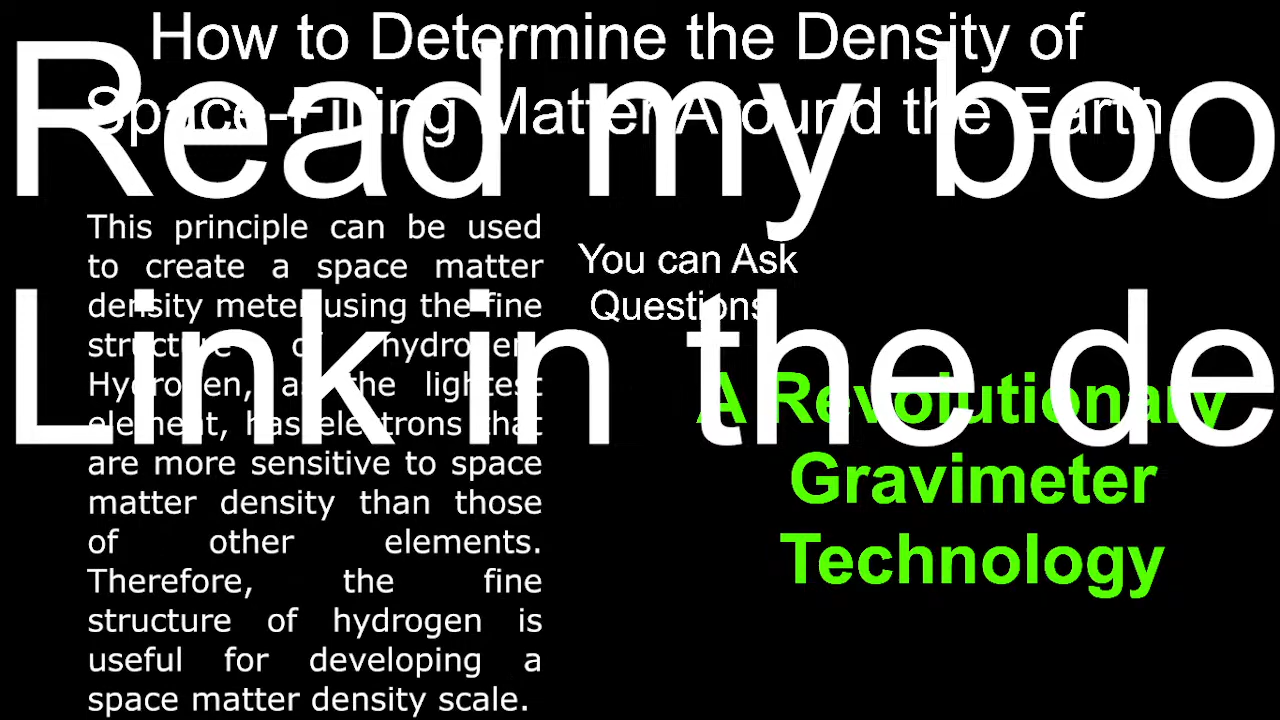 How to Determine the Density of
Space-Filling Matter Around the Earth
Read my boo
Link in the de
This principle can be used
to create a space matter
density meter using the fine
structure of hydrogen.
Hydrogen, as the lightest
element, has electrons that
are more sensitive to space
matter density than those
of other elements.
Therefore, the fine
structure of hydrogen is
useful for developing a
space matter density scale.
You can Ask
Questions
A Revolutionary
Gravimeter
Technology